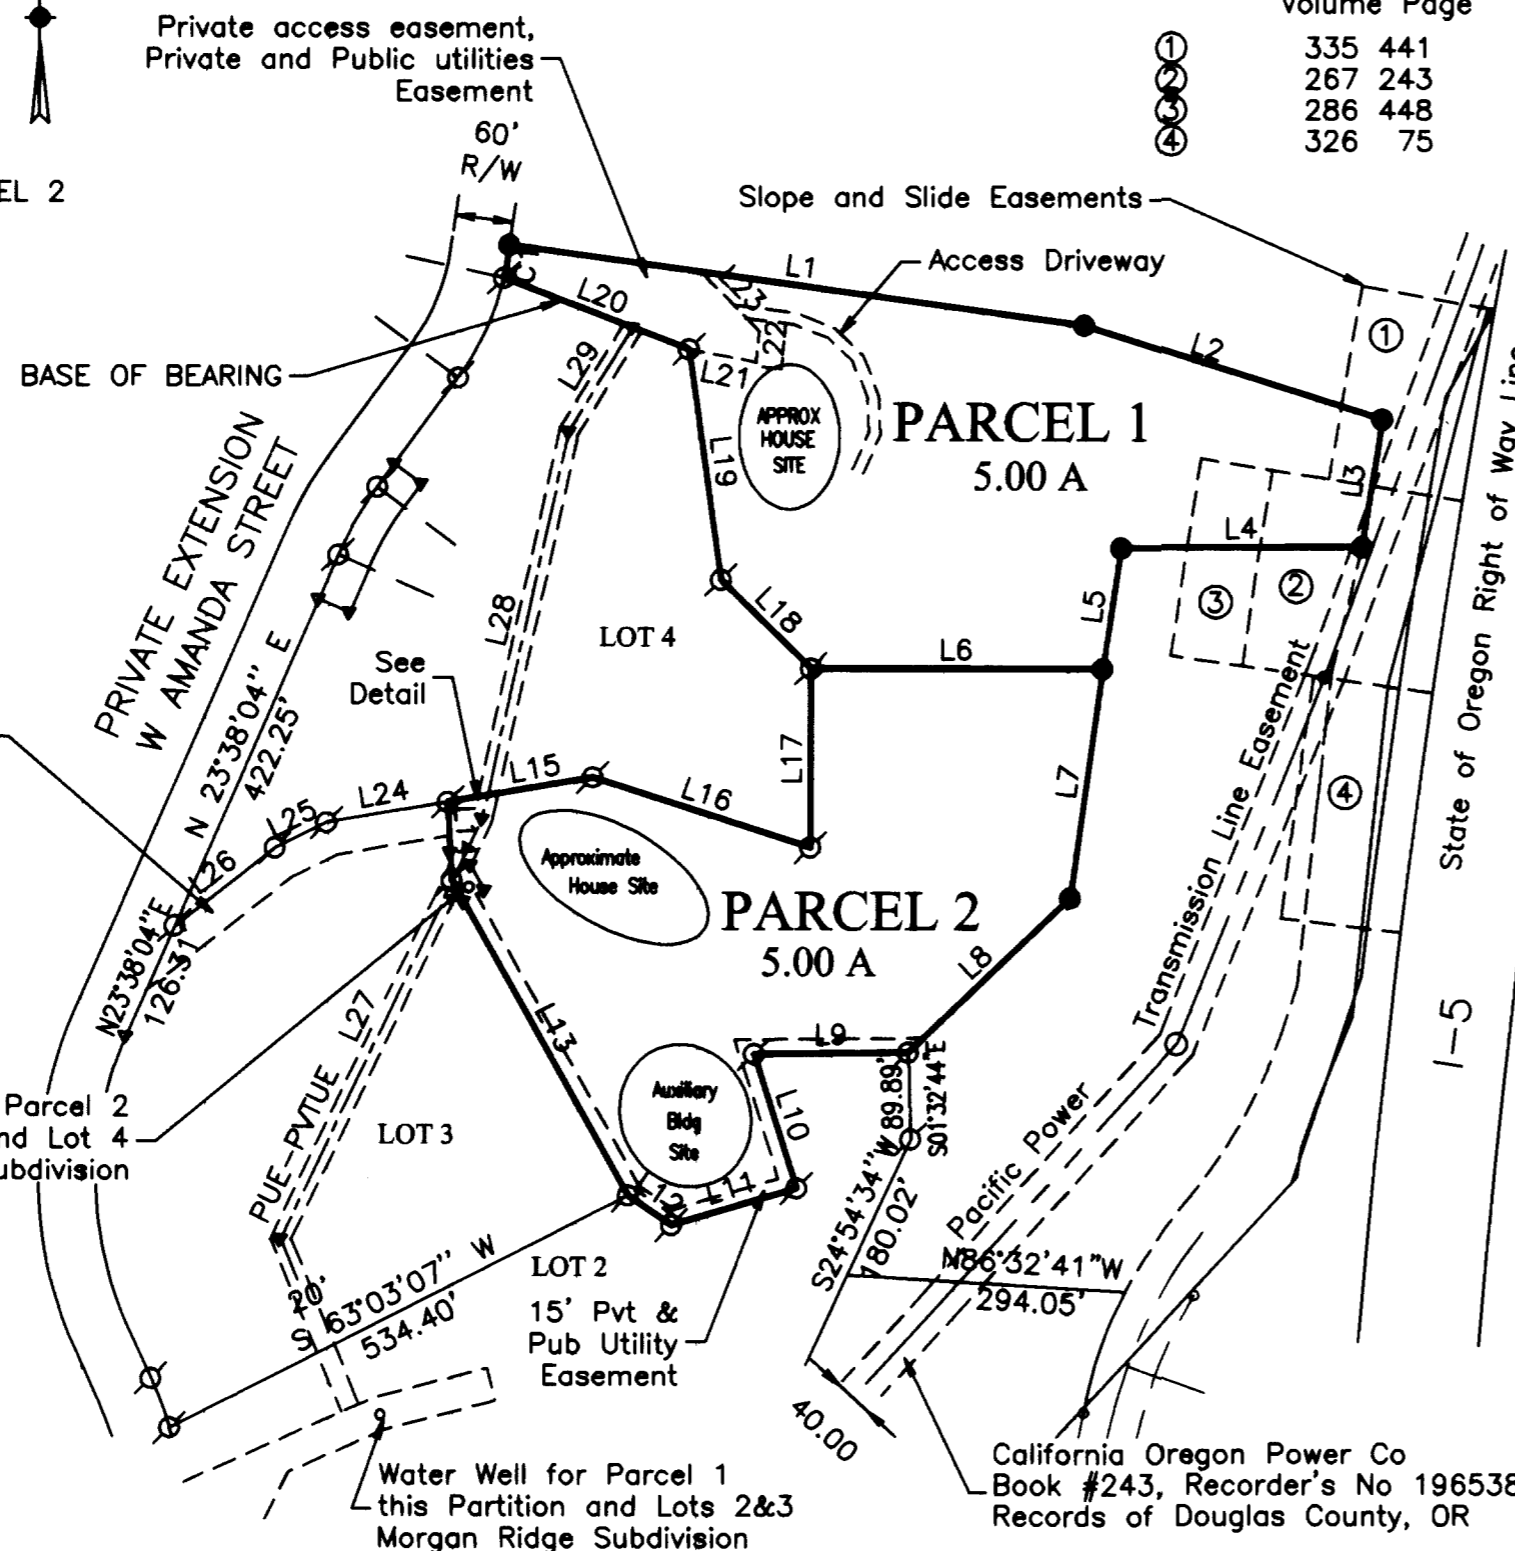 Private access easement,
Private and Public utilities
Easement
60'
R/W
Volume Page
① 335 441
② 267 243
③ 286 448
④ 326 75
EL 2
Slope and Slide Easements
Access Driveway
L1
L2
L3
L20
L23
L22
L21
L29
①
BASE OF BEARING
APPROX
HOUSE
SITE
PARCEL 1
5.00 A
L19
L4
③
②
L5
L18
L28
LOT 4
L6
PRIVATE EXTENSION
W AMANDA STREET
See
Detail
N 23°38'04" E
422.25'
L17
L7
L15
L16
L24
L25
L26
④
State of Oregon Right of Way Line
Transmission Line Easement
Approximate
House Site
PARCEL 2
5.00 A
L8
N23°38'04"E
126.31
L27
L13
L9
I-5
S24°54'34"W
180.02'
89.89'
S01°32'44"E
L10
Auxiliary
Bldg
Site
L11
L12
Parcel 2
nd Lot 4
ubdivision
LOT 3
PUE-PVTUE
Pacific Power
N86°32'41"W
294.05'
20'
S 63°03'07" W
534.40'
LOT 2
15' Pvt &
Pub Utility
Easement
40.00
Water Well for Parcel 1
this Partition and Lots 2&3
Morgan Ridge Subdivision
California Oregon Power Co
Book #243, Recorder's No 196538
Records of Douglas County, OR